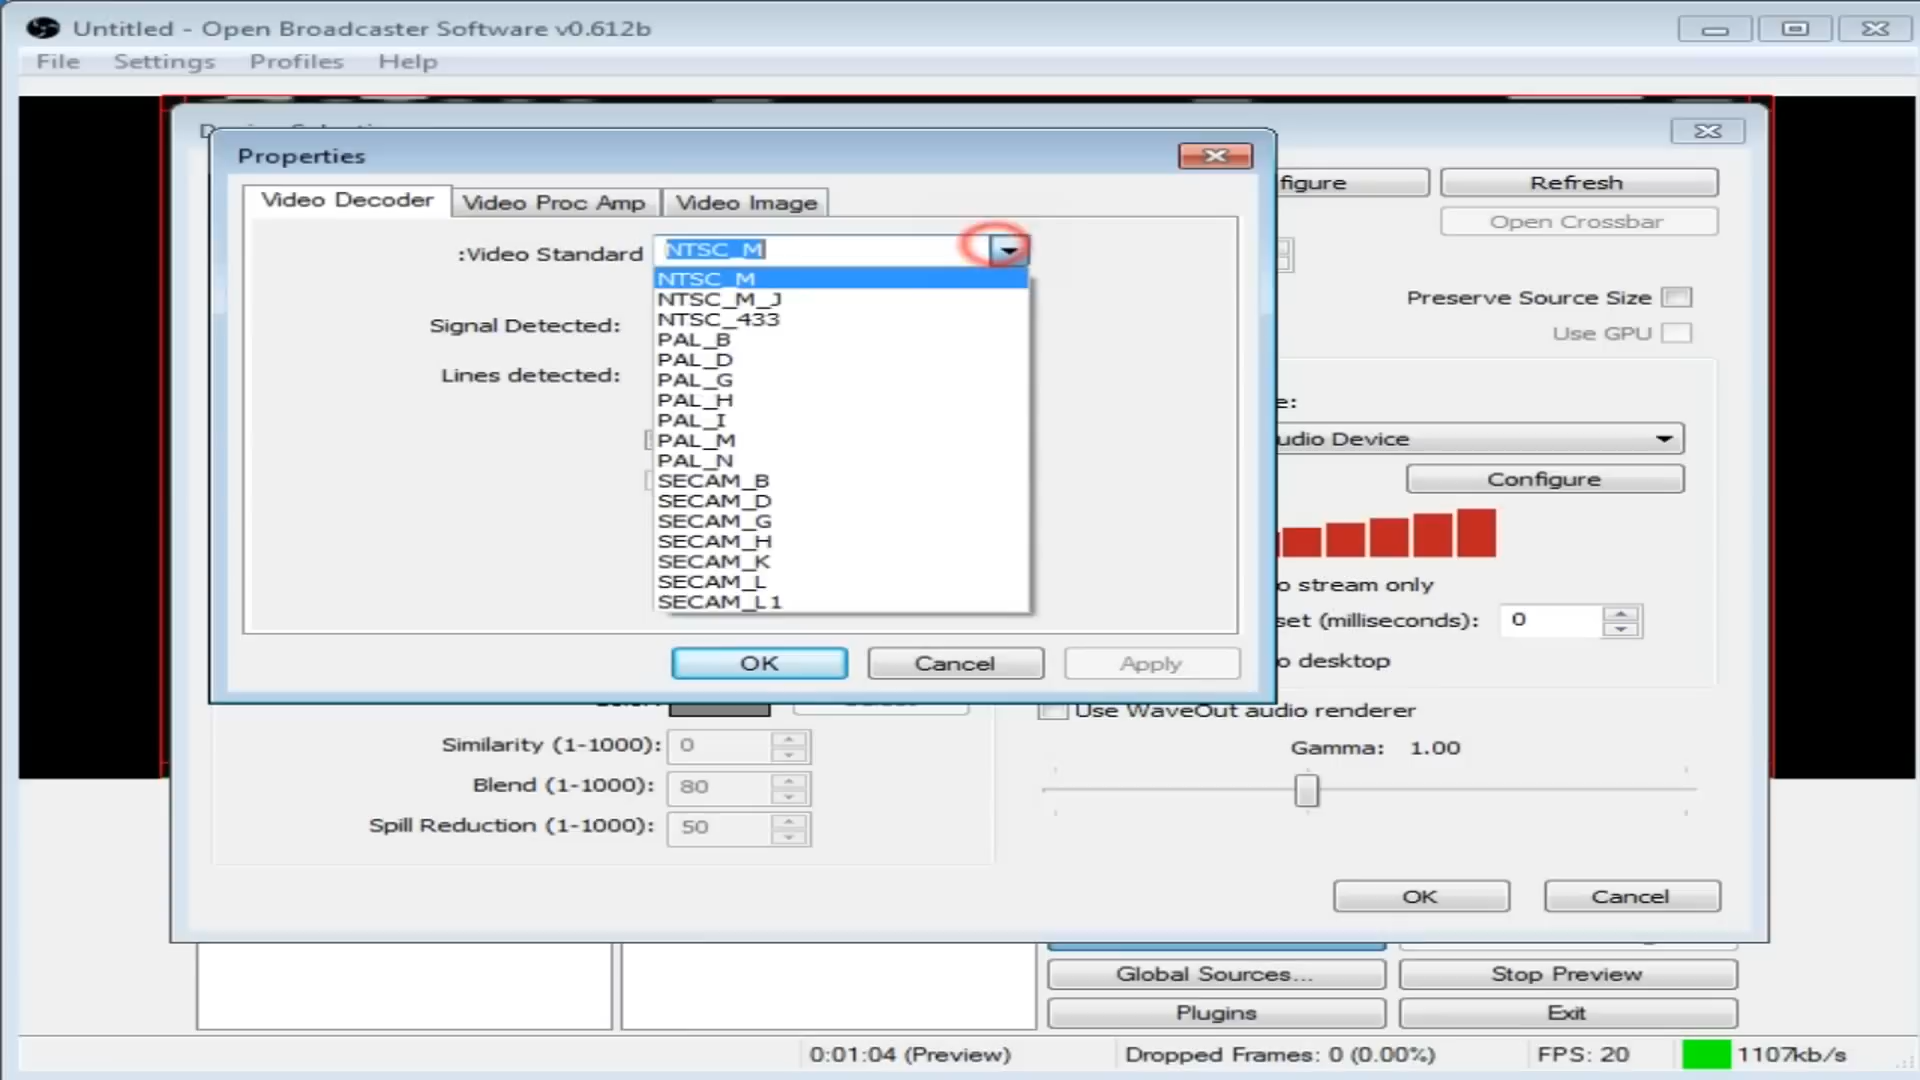 Untitled - Open Broadcaster Software v0.612b
File Settings Profiles Help
Properties
Video Decoder Video Proc Amp Video Image
figure Refresh
Open Crossbar
:Video Standard NTSC_M
NTSC_M
NTSC_M_J
NTSC_433
PAL_B
PAL_D
PAL_G
PAL_H
PAL_I
PAL_M
PAL_N
SECAM_B
SECAM_D
SECAM_G
SECAM_H
SECAM_K
SECAM_L
SECAM_L1
Signal Detected:
Lines detected:
Preserve Source Size
Use GPU
e:
udio Device
Configure
o stream only
set (milliseconds): 0
o desktop
OK Cancel Apply
Use WaveOut audio renderer
Similarity (1-1000): 0
Blend (1-1000): 80
Spill Reduction (1-1000): 50
Gamma: 1.00
OK Cancel
Global Sources... Stop Preview
Plugins Exit
0:01:04 (Preview) Dropped Frames: 0 (0.00%) FPS: 20 1107kb/s